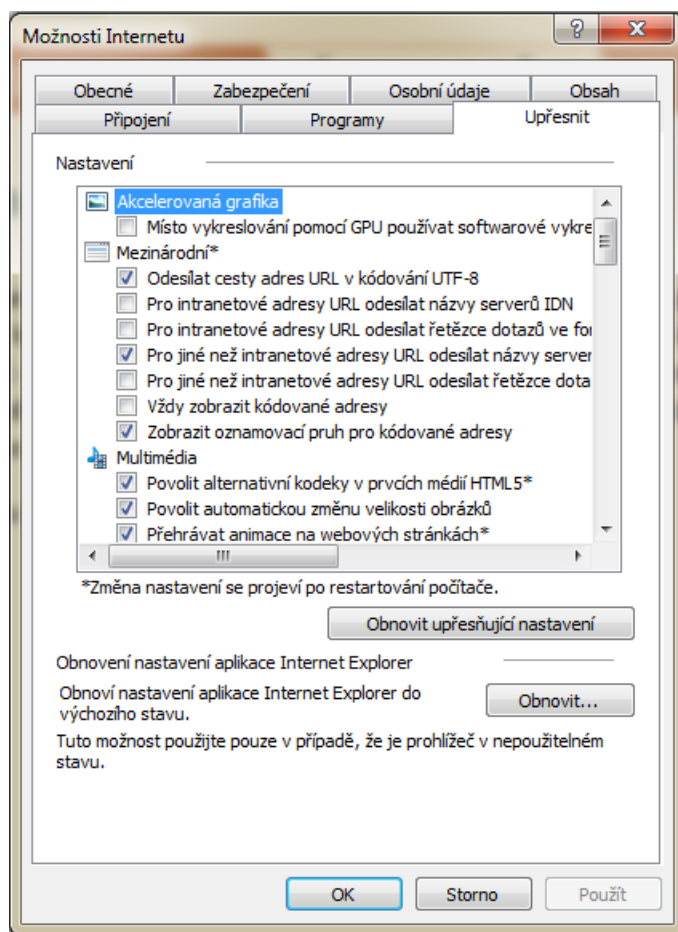 Možnosti Internetu
Obecné Zabezpečení Osobní údaje Obsah
Připojení Programy Upřesnit
Nastavení
Akcelerovaná grafika
Místo vykreslování pomocí GPU používat softwarové vykre
Mezinárodní*
Odesílat cesty adres URL v kódování UTF-8
Pro intranetové adresy URL odesílat názvy serverů IDN
Pro intranetové adresy URL odesílat řetězce dotazů ve for
Pro jiné než intranetové adresy URL odesílat názvy server
Pro jiné než intranetové adresy URL odesílat řetězce dota
Vždy zobrazit kódované adresy
Zobrazit oznamovací pruh pro kódované adresy
Multimédia
Povolit alternativní kodeky v prvcích médií HTML5*
Povolit automatickou změnu velikosti obrázků
Přehrávat animace na webových stránkách*
*Změna nastavení se projeví po restartování počítače.
Obnovit upřesňující nastavení
Obnovení nastavení aplikace Internet Explorer
Obnoví nastavení aplikace Internet Explorer do
výchozího stavu.
Obnovit...
Tuto možnost použijte pouze v případě, že je prohlížeč v nepoužitelném
stavu.
OK Storno Použít